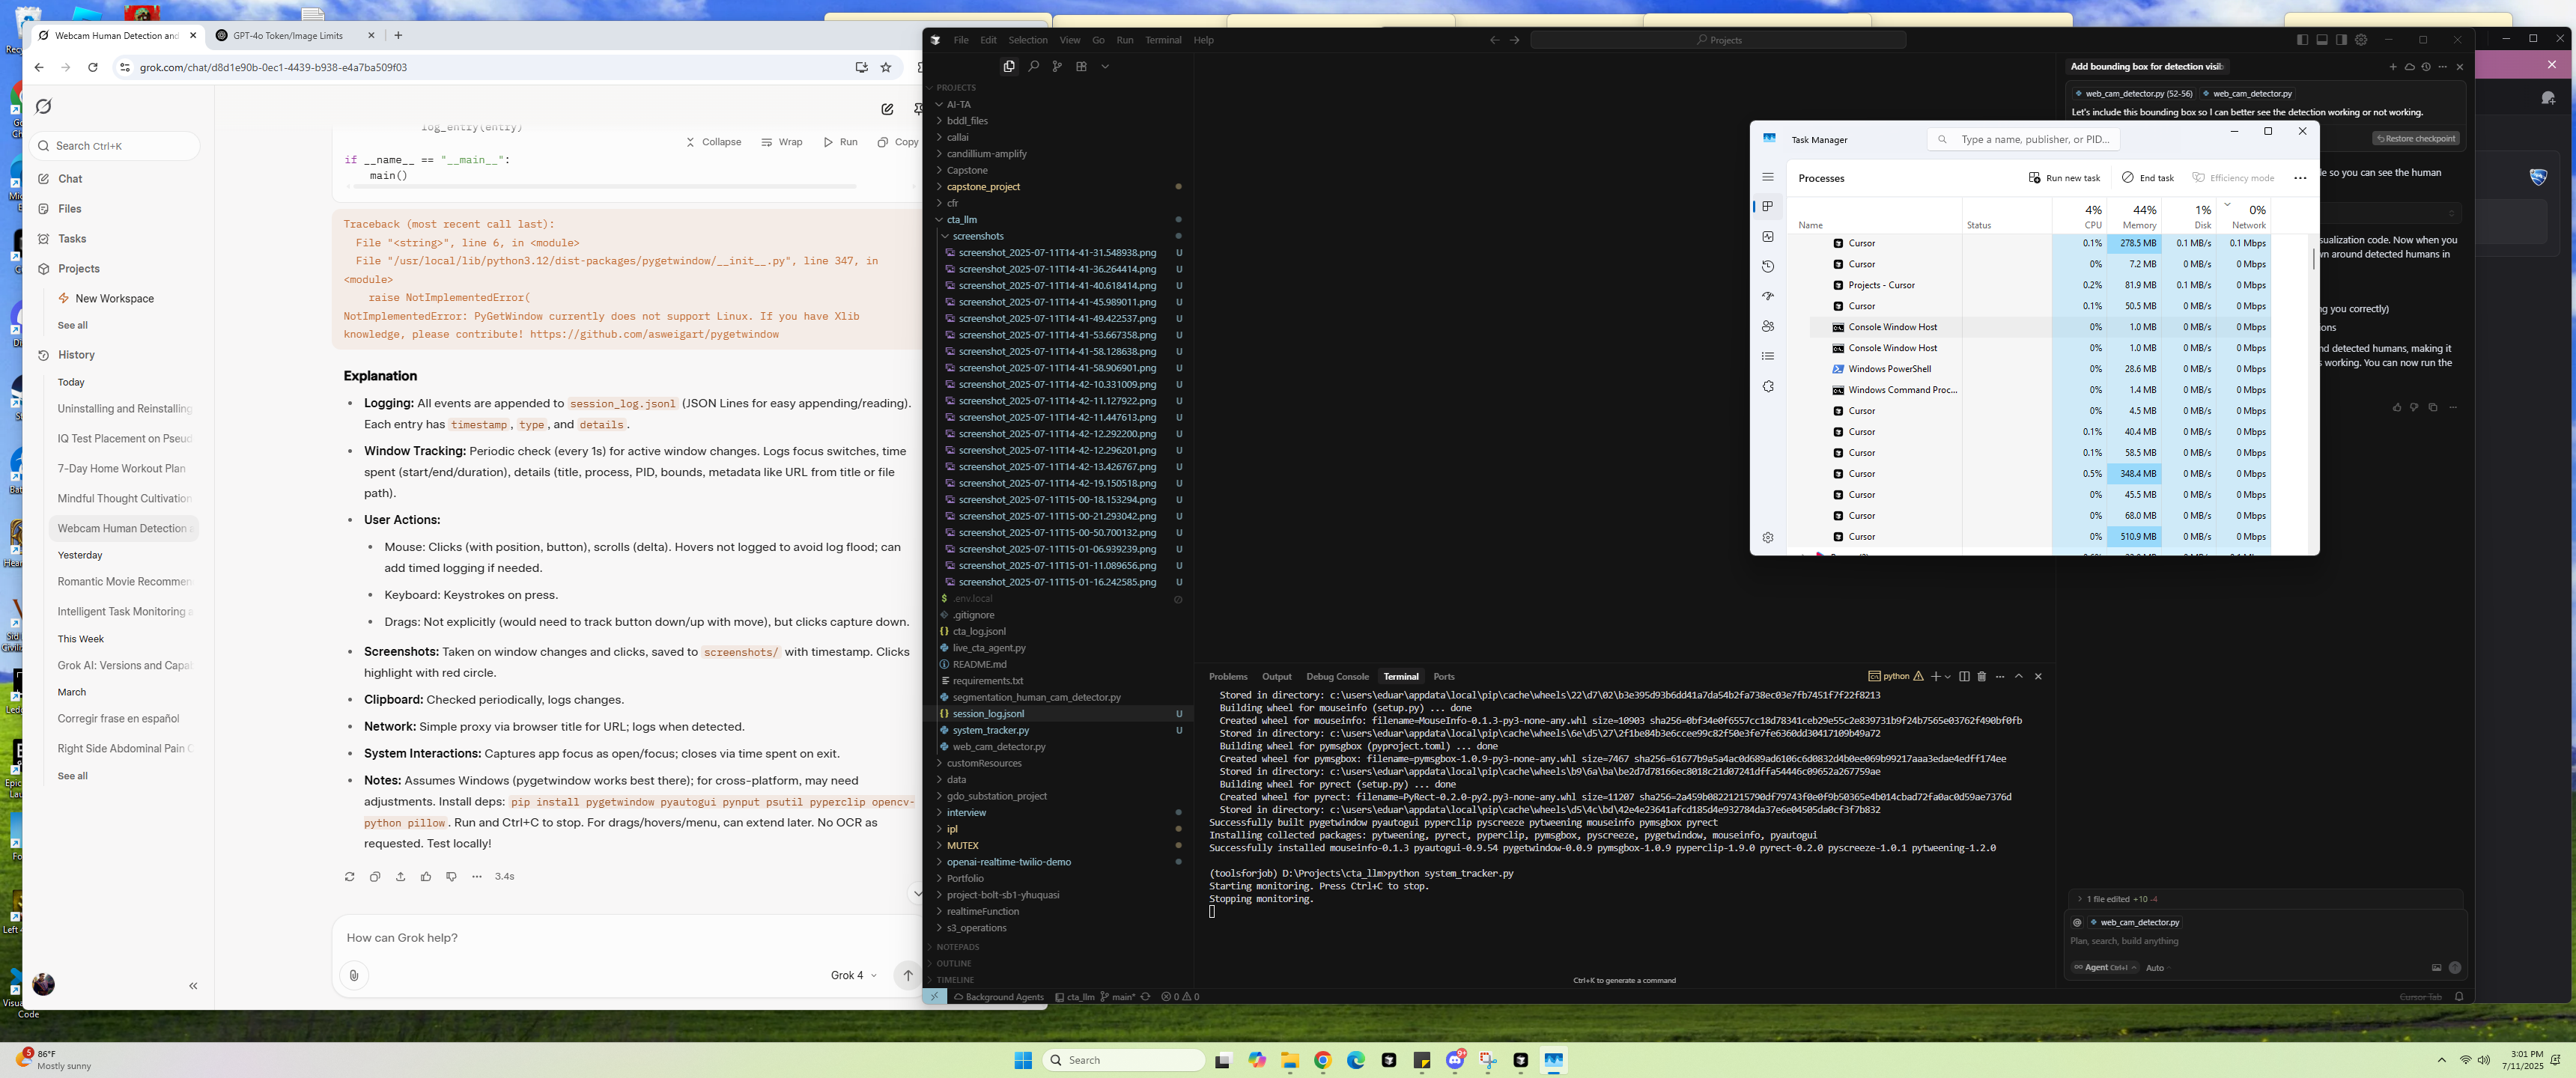 Webcam Human Detection and
GPT-4o Token/Image Limits
grok.com/chat/d8d1e90b-0ec1-4439-b938-e4a7ba509f03
Search Ctrl+K
Chat
Files
Tasks
Projects
New Workspace
See all
History
Today
Uninstalling and Reinstalling
IQ Test Placement on Pseud
7-Day Home Workout Plan
Mindful Thought Cultivation
Webcam Human Detection a
Yesterday
Romantic Movie Recommen
Intelligent Task Monitoring a
This Week
Grok AI: Versions and Capa
March
Corregir frase en español
Right Side Abdominal Pain C
See all
log_entry(entry)
Collapse Wrap Run Copy
if __name__ == "__main__":
main()
Traceback (most recent call last):
File "<string>", line 6, in <module>
File "/usr/local/lib/python3.12/dist-packages/pygetwindow/__init__.py", line 347, in
<module>
raise NotImplementedError(
NotImplementedError: PyGetWindow currently does not support Linux. If you have Xlib
knowledge, please contribute! https://github.com/asweigart/pygetwindow
Explanation
Logging: All events are appended to session_log.jsonl (JSON Lines for easy appending/reading).
Each entry has timestamp, type, and details.
Window Tracking: Periodic check (every 1s) for active window changes. Logs focus switches, time
spent (start/end/duration), details (title, process, PID, bounds, metadata like URL from title or file
path).
User Actions:
Mouse: Clicks (with position, button), scrolls (delta). Hovers not logged to avoid log flood; can
add timed logging if needed.
Keyboard: Keystrokes on press.
Drags: Not explicitly (would need to track button down/up with move), but clicks capture down.
Screenshots: Taken on window changes and clicks, saved to screenshots/ with timestamp. Clicks
highlight with red circle.
Clipboard: Checked periodically, logs changes.
Network: Simple proxy via browser title for URL; logs when detected.
System Interactions: Captures app focus as open/focus; closes via time spent on exit.
Notes: Assumes Windows (pygetwindow works best there); for cross-platform, may need
adjustments. Install deps: pip install pygetwindow pyautogui pynput psutil pyperclip opencv-
python pillow. Run and Ctrl+C to stop. For drags/hovers/menu, can extend later. No OCR as
requested. Test locally!
3.4s
How can Grok help?
Grok 4
File Edit Selection View Go Run Terminal Help
Projects
PROJECTS
AI-TA
bddl_files
callai
candillium-amplify
Capstone
capstone_project
cfr
cta_llm
screenshots
screenshot_2025-07-11T14-41-31.548938.png U
screenshot_2025-07-11T14-41-36.264414.png U
screenshot_2025-07-11T14-41-40.618414.png U
screenshot_2025-07-11T14-41-45.989011.png U
screenshot_2025-07-11T14-41-49.422537.png U
screenshot_2025-07-11T14-41-53.667358.png U
screenshot_2025-07-11T14-41-58.128638.png U
screenshot_2025-07-11T14-41-58.906901.png U
screenshot_2025-07-11T14-42-10.331009.png U
screenshot_2025-07-11T14-42-11.127922.png U
screenshot_2025-07-11T14-42-11.447613.png U
screenshot_2025-07-11T14-42-12.292200.png U
screenshot_2025-07-11T14-42-12.296201.png U
screenshot_2025-07-11T14-42-13.426767.png U
screenshot_2025-07-11T14-42-19.150518.png U
screenshot_2025-07-11T15-00-18.153294.png U
screenshot_2025-07-11T15-00-21.293042.png U
screenshot_2025-07-11T15-00-50.700132.png U
screenshot_2025-07-11T15-01-06.939239.png U
screenshot_2025-07-11T15-01-11.089656.png U
screenshot_2025-07-11T15-01-16.242585.png U
.env.local
.gitignore
cta_log.jsonl
live_cta_agent.py
README.md
requirements.txt
segmentation_human_cam_detector.py
session_log.jsonl U
system_tracker.py U
web_cam_detector.py
customResources
data
gdo_substation_project
interview
ipl
MUTEX
openai-realtime-twilio-demo
Portfolio
project-bolt-sb1-yhuquasi
realtimeFunction
s3_operations
NOTEPADS
OUTLINE
TIMELINE
Background Agents cta_llm main* 0 0
Problems Output Debug Console Terminal Ports
python
Stored in directory: c:\users\eduar\appdata\local\pip\cache\wheels\22\d7\02\b3e395d93b6dd41a7da54b2fa738ec03e7fb7451f7f22f8213
Building wheel for mouseinfo (setup.py) ... done
Created wheel for mouseinfo: filename=MouseInfo-0.1.3-py3-none-any.whl size=10903 sha256=0bf34e0f6557cc18d78341ceb29e55c2e839731b9f24b7565e03762f490bf0fb
Stored in directory: c:\users\eduar\appdata\local\pip\cache\wheels\6e\d5\27\2f1be84b3e6ccee99c82f50e3fe7fe6360dd30417109b49a72
Building wheel for pymsgbox (pyproject.toml) ... done
Created wheel for pymsgbox: filename=pymsgbox-1.0.9-py3-none-any.whl size=7467 sha256=61677b9a5a4ac0d689ad6106c6d0832d4b0ee069b99217aaa3edae4edff174ee
Stored in directory: c:\users\eduar\appdata\local\pip\cache\wheels\b9\6a\ba\be2d7d78166ec8018c21d07241dffa54446c09652a267759ae
Building wheel for pyrect (setup.py) ... done
Created wheel for pyrect: filename=PyRect-0.2.0-py2.py3-none-any.whl size=11207 sha256=2a459b08221215790df79743f0e0f9b50365e4b014cbad72fa0ac0d59ae7376d
Stored in directory: c:\users\eduar\appdata\local\pip\cache\wheels\d5\4c\bd\42e4e23641afcd185d4e932784da37e6e04505da0cf3f7b832
Successfully built pygetwindow pyautogui pyperclip pyscreeze pytweening mouseinfo pymsgbox pyrect
Installing collected packages: pytweening, pyrect, pyperclip, pymsgbox, pyscreeze, pygetwindow, mouseinfo, pyautogui
Successfully installed mouseinfo-0.1.3 pyautogui-0.9.54 pygetwindow-0.0.9 pymsgbox-1.0.9 pyperclip-1.9.0 pyrect-0.2.0 pyscreeze-1.0.1 pytweening-1.2.0
(toolsforjob) D:\Projects\cta_llm>python system_tracker.py
Starting monitoring. Press Ctrl+C to stop.
Stopping monitoring.
Ctrl+K to generate a command
Add bounding box for detection visib
web_cam_detector.py (52-56) web_cam_detector.py
Let's include this bounding box so I can better see the detection working or not working.
Restore checkpoint
so you can see the human
sualization code. Now when you
n around detected humans in
g you correctly)
ions
nd detected humans, making it
s working. You can now run the
1 file edited +10 -4
web_cam_detector.py
Plan, search, build anything
Agent Ctrl+I Auto
Cursor Tab
Task Manager
Type a name, publisher, or PID...
Processes
Run new task End task Efficiency mode
4% 44% 1% 0%
Name Status CPU Memory Disk Network
Cursor 0.1% 278.5 MB 0.1 MB/s 0.1 Mbps
Cursor 0% 7.2 MB 0 MB/s 0 Mbps
Projects - Cursor 0.2% 81.9 MB 0.1 MB/s 0 Mbps
Cursor 0.1% 50.5 MB 0 MB/s 0 Mbps
Console Window Host 0% 1.0 MB 0 MB/s 0 Mbps
Console Window Host 0% 1.0 MB 0 MB/s 0 Mbps
Windows PowerShell 0% 28.6 MB 0 MB/s 0 Mbps
Windows Command Proc... 0% 1.4 MB 0 MB/s 0 Mbps
Cursor 0% 4.5 MB 0 MB/s 0 Mbps
Cursor 0.1% 40.4 MB 0 MB/s 0 Mbps
Cursor 0.1% 58.5 MB 0 MB/s 0 Mbps
Cursor 0.5% 348.4 MB 0 MB/s 0 Mbps
Cursor 0% 45.5 MB 0 MB/s 0 Mbps
Cursor 0% 68.0 MB 0 MB/s 0 Mbps
Cursor 0% 510.9 MB 0 MB/s 0 Mbps
Code
5
86°F
Mostly sunny
Search
3:01 PM
7/11/2025